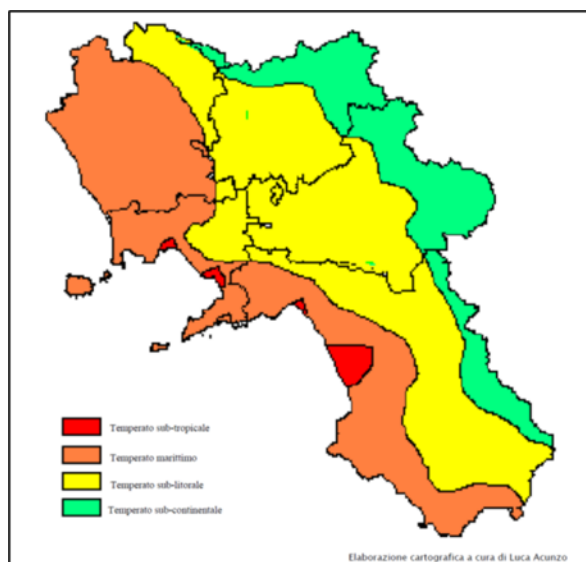 Temperato sub-tropicale
Temperato marittimo
Temperato sub-litorale
Temperato sub-continentale
Elaborazione cartografica a cura di Luca Acunzo